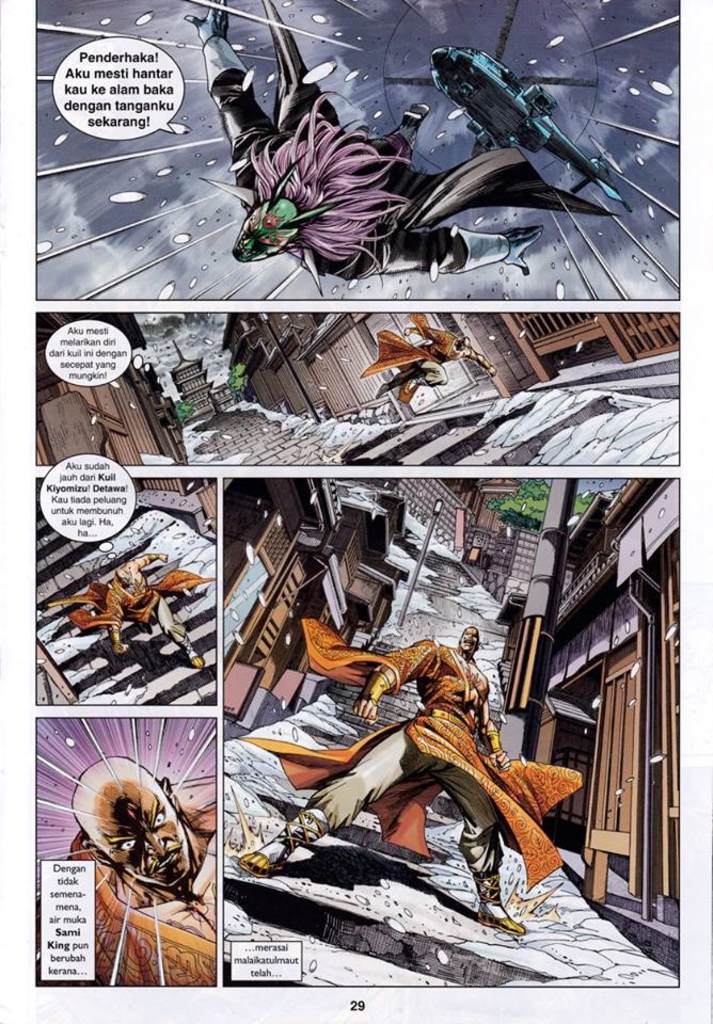 Penderhaka!
Aku mesti hantar
kau ke alam baka
dengan tanganku
sekarang!
Aku mesti
melarikan diri
dari kuil ini dengan
secepat yang
mungkin!
Aku sudah
jauh dari Kuil
Kiyomizu! Detawa!
Kau tiada peluang
untuk membunuh
aku lagi. Ha,
ha...
Dengan
tidak
semena-
mena,
air muka
Sami
King pun
berubah
kerana...
...merasai
malaikatulmaut
telah...
29